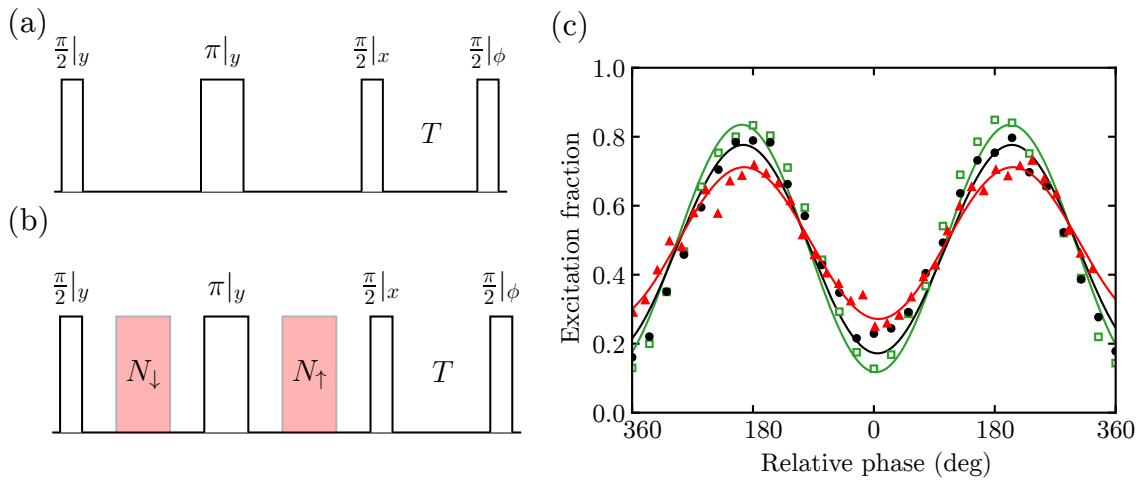 (a)
π/2|y π|y π/2|x π/2|ϕ
T
(b)
π/2|y π|y π/2|x π/2|ϕ
N↓ N↑ T
(c)
1.0
0.8
0.6
0.4
0.2
0.0
Excitation fraction
360 180 0 180 360
Relative phase (deg)